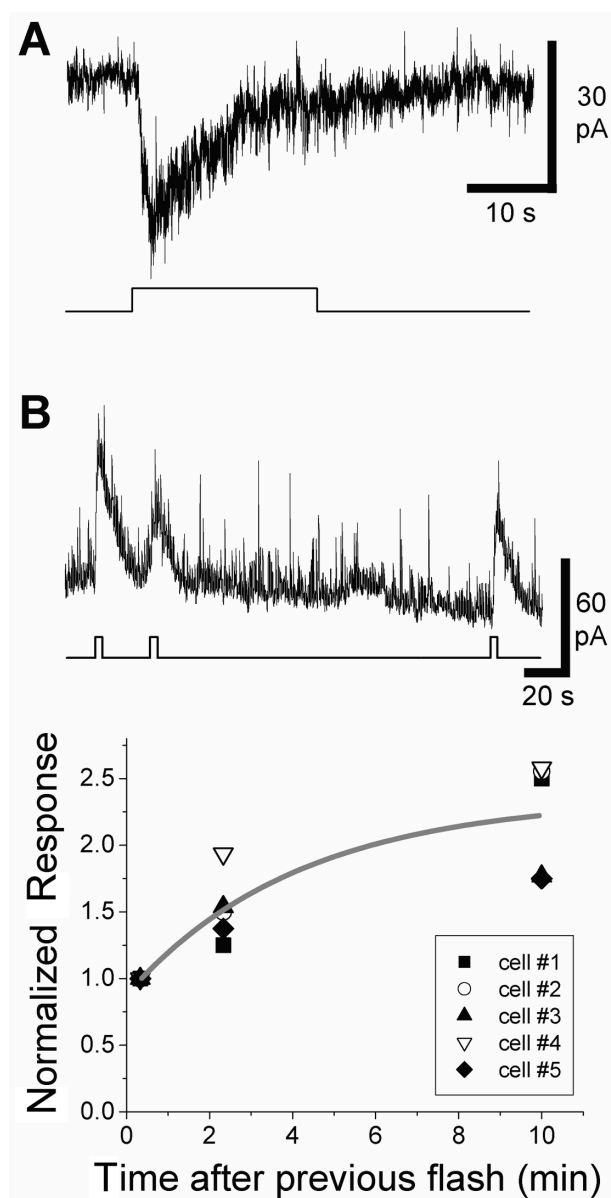 A
30
pA
10 s
B
60
pA
20 s
Normalized Response
2.5
2.0
1.5
1.0
0.5
0.0
cell #1
cell #2
cell #3
cell #4
cell #5
0 2 4 6 8 10
Time after previous flash (min)